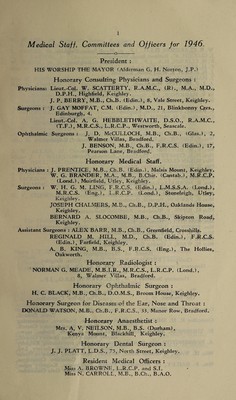 1
Medical Staff, Committees and Officers for 1946.
President :
HIS WORSHIP THE MAYOR (Alderman G. H. Norton, J.P.)
Honorary Consulting Physicians and Surgeons :
Physicians: Lieut.-Col. W. SCATTERTY, R.A.M.C., (R)., M.A., M.D.,
D.P.H., Highfield, Keighley.
J. P. BERRY, M.B., Ch.B. (Edin.), 8, Vale Street, Keighley.
Surgeons : J. GAY MOFFAT, C.M. (Edin.), M.D., 21, Blinkbonny Cres.,
Edinburgh, 4.
Lieut.-Col. A. G. HEBBLETHWAITE, D.S.O., R.A.M.C.,
(T.F.), M.R.C.S., L.R.C.P., Westworth, Seascale.
Ophthalmic Surgeons : J. D. McCULLOCH, M.B., Ch.B., (Glas.), 2,
Walmer Villas, Bradford.
J. BENSON, M.B., Ch.B., F.R.C.S. (Edin.), 17,
Pearson Lane, Bradford.
Honorary Medical Staff.
Physicians : J. PRENTICE, M.B., Ch.B. (Edin.), Malsis Mount, Keighley.
W. G. BRANDER, M.A., M.B., B.Chir. (Cantab.), M.R.C.P.
(Lond.), Muirfield, Utley, Keighley.
Surgeons : W. H. G. M. LING, F.R.C.S. (Edin.), L.M.S.S.A. (Lond.),
M.R.C.S. (Eng.), L.R.C.P. (Lond.), Stoneleigh, Utley,
Keighley.
JOSEPH CHALMERS, M.B., Ch.B., D.P.H., Oaklands House,
Keighley.
BERNARD A. SLOCOMBE, M.B., Ch.B., Skipton Road,
Keighley.
Assistant Surgeons : ALEX BARR, M.B., Ch.B., Greenfield, Crosshills.
REGINALD M. HILL, M.D., Ch.B. (Edin.), F.R.C.S.
(Edin.), Fartield, Keighley.
A. B. KING, M.B., B.S., F.R.C.S. (Eng.), The Hollies,
Oakworth.
Honorary Radiologist :
NORMAN G. MEADE, M.B.I.R., M.R.C.S., L.R.C.P. (Lond.),
8, Walmer Villas, Bradford.
Honorary Ophthalmic Surgeon :
H. C. BLACK, M.B., Ch.B., D.O.M.S., Broom House, Keighley.
Honorary Surgeon for Diseases of the Ear, Nose and Throat :
DONALD WATSON, M.B., Ch.B., F.R.C.S., 33, Manor Row, Bradford.
Honorary Anaesthetist :
Mrs. A. V. NEILSON, M.B., B.S. (Durham),
Kenya Mount, Blackhill, Keighley.
Honorary Dental Surgeon :
J. J. PLATT, L.D.S., 75, North Street, Keighley.
Resident Medical Officers :
Miss A. BROWNE, L.R.C.P. and S.I.
Miss N. CARROLL, M.B., B.Ch., B.A.O.